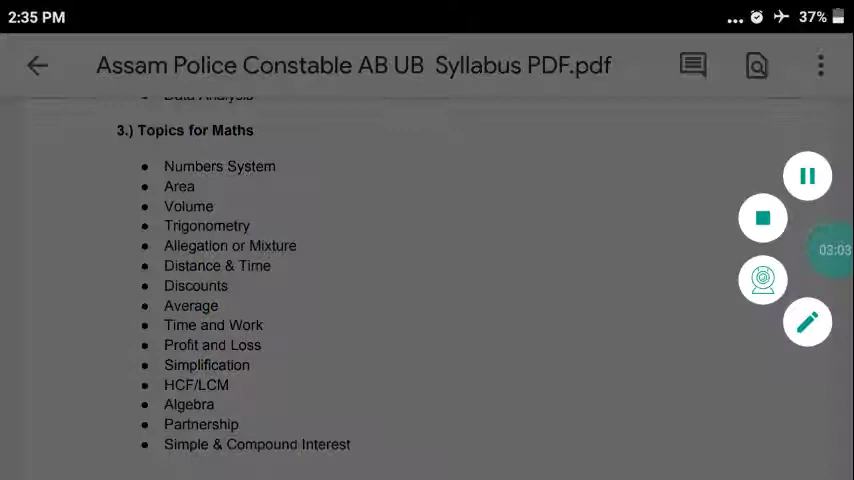 2:35 PM
37%
Assam Police Constable AB UB Syllabus PDF.pdf
Data Analysis
3.) Topics for Maths
● Numbers System
● Area
● Volume
● Trigonometry
● Allegation or Mixture
● Distance & Time
● Discounts
● Average
● Time and Work
● Profit and Loss
● Simplification
● HCF/LCM
● Algebra
● Partnership
● Simple & Compound Interest
03:03